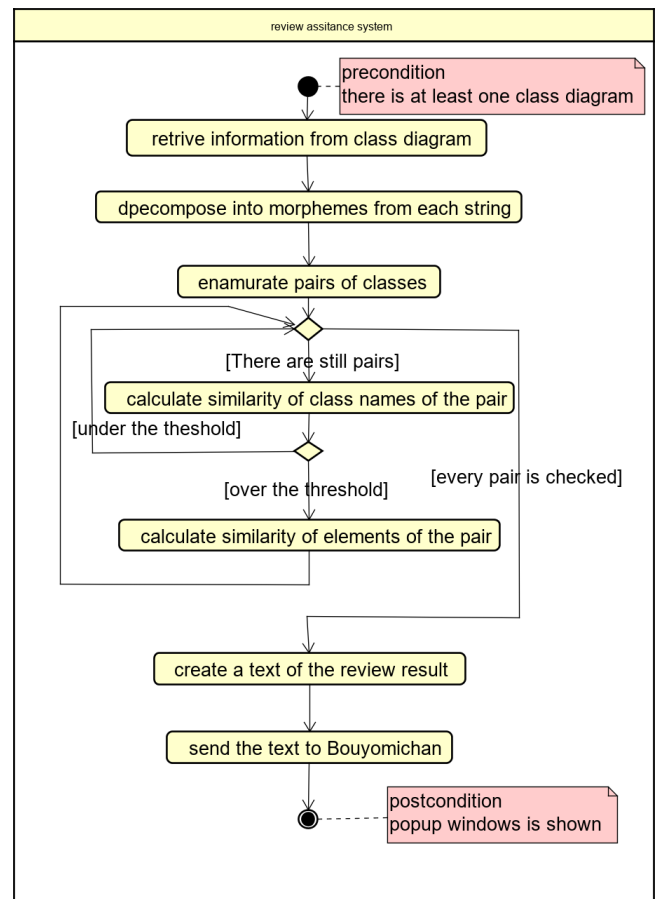 review assitance system
precondition
there is at least one class diagram
retrive information from class diagram
dpecompose into morphemes from each string
enamurate pairs of classes
[There are still pairs]
calculate similarity of class names of the pair
[under the theshold]
[every pair is checked]
[over the threshold]
calculate similarity of elements of the pair
create a text of the review result
send the text to Bouyomichan
postcondition
popup windows is shown